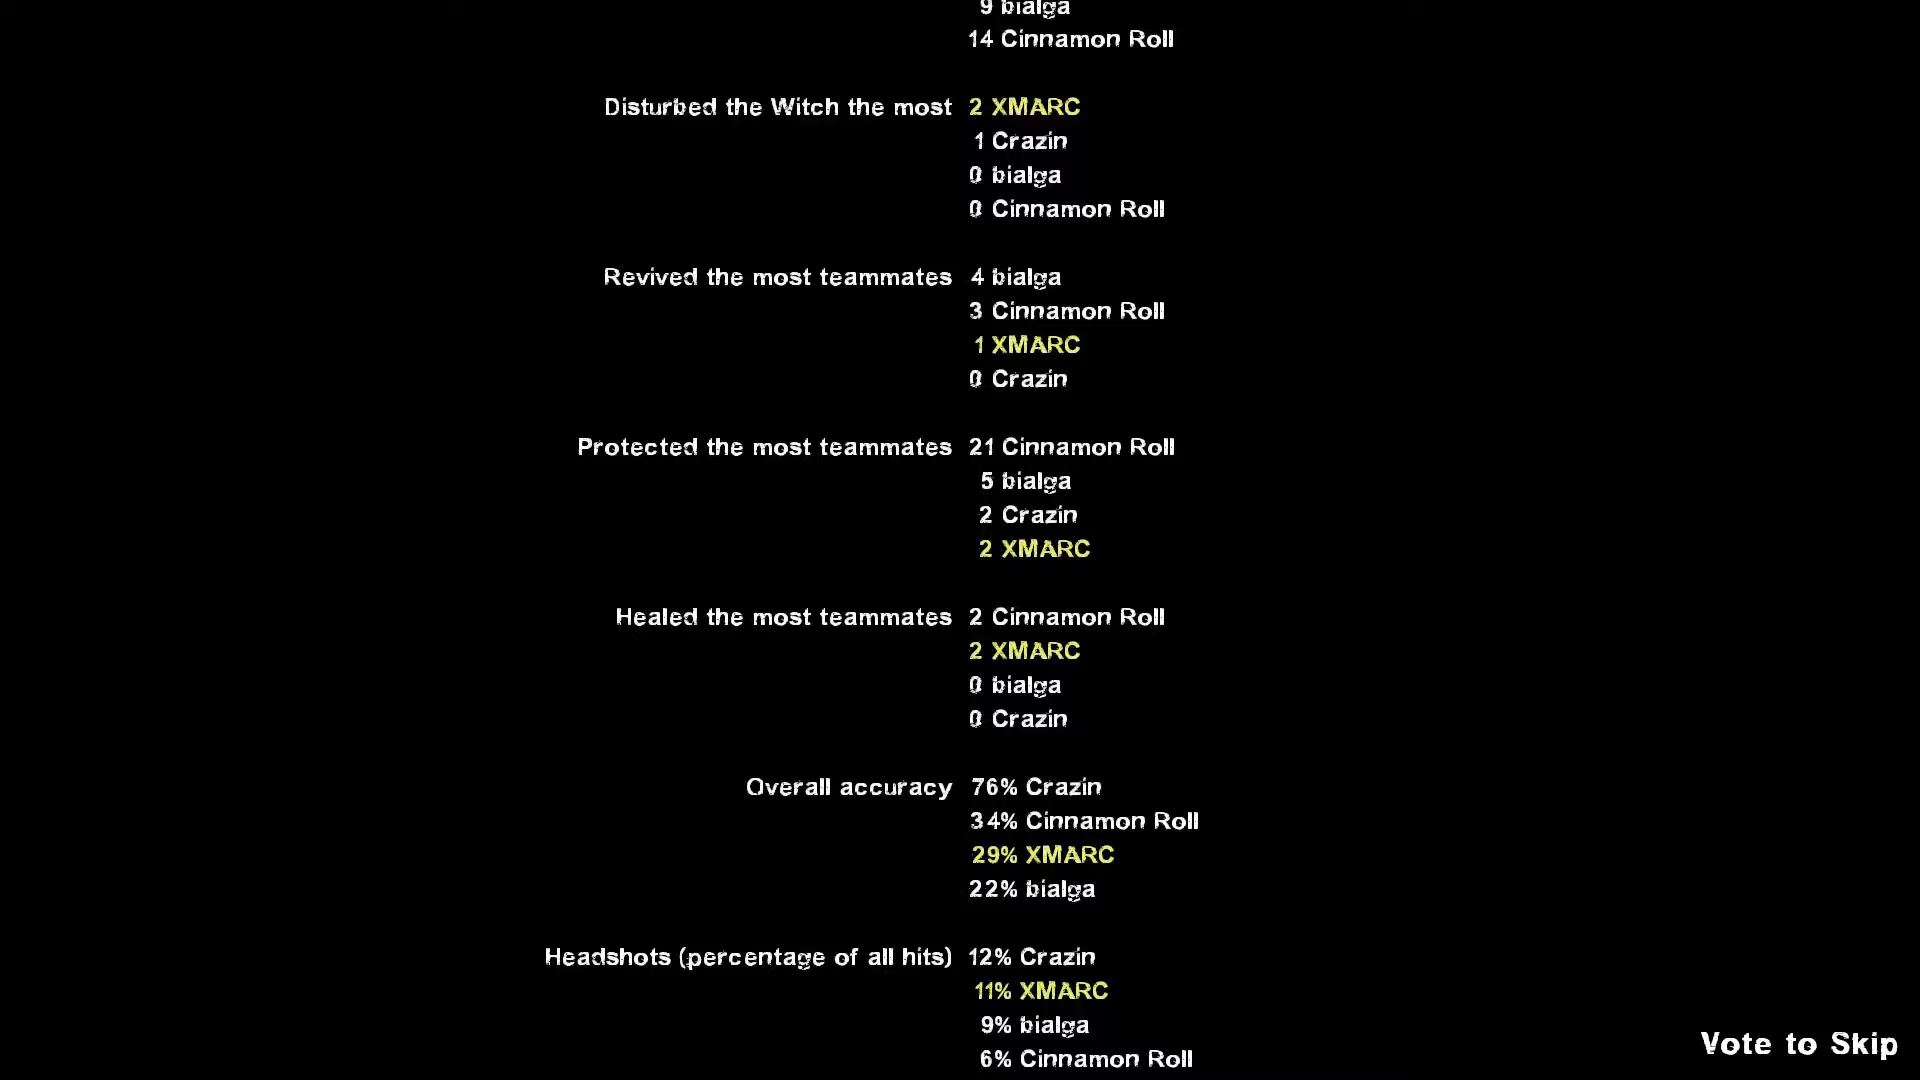 9 bialga
14 Cinnamon Roll
Disturbed the Witch the most 2 XMARC
1 Crazin
0 bialga
0 Cinnamon Roll
Revived the most teammates 4 bialga
3 Cinnamon Roll
1 XMARC
0 Crazin
Protected the most teammates 21 Cinnamon Roll
5 bialga
2 Crazin
2 XMARC
Healed the most teammates 2 Cinnamon Roll
2 XMARC
0 bialga
0 Crazin
Overall accuracy 76% Crazin
34% Cinnamon Roll
29% XMARC
22% bialga
Headshots (percentage of all hits) 12% Crazin
11% XMARC
9% bialga
6% Cinnamon Roll
Vote to Skip